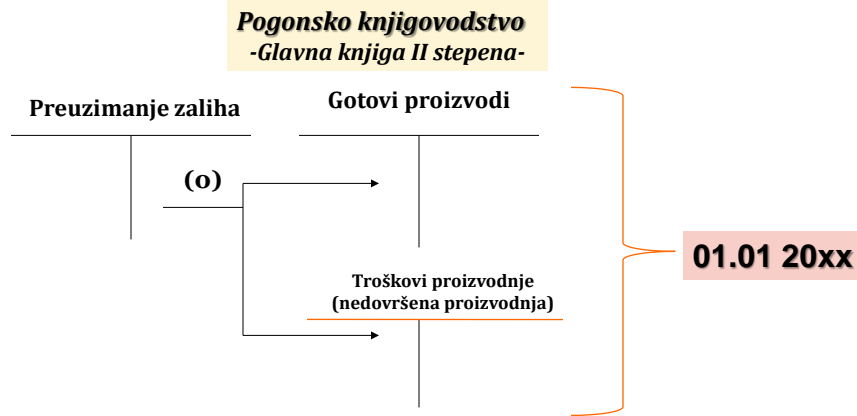 Pogonsko knjigovodstvo
-Glavna knjiga II stepena-
Preuzimanje zaliha
Gotovi proizvodi
(o)
01.01 20xx
Troškovi proizvodnje
(nedovršena proizvodnja)